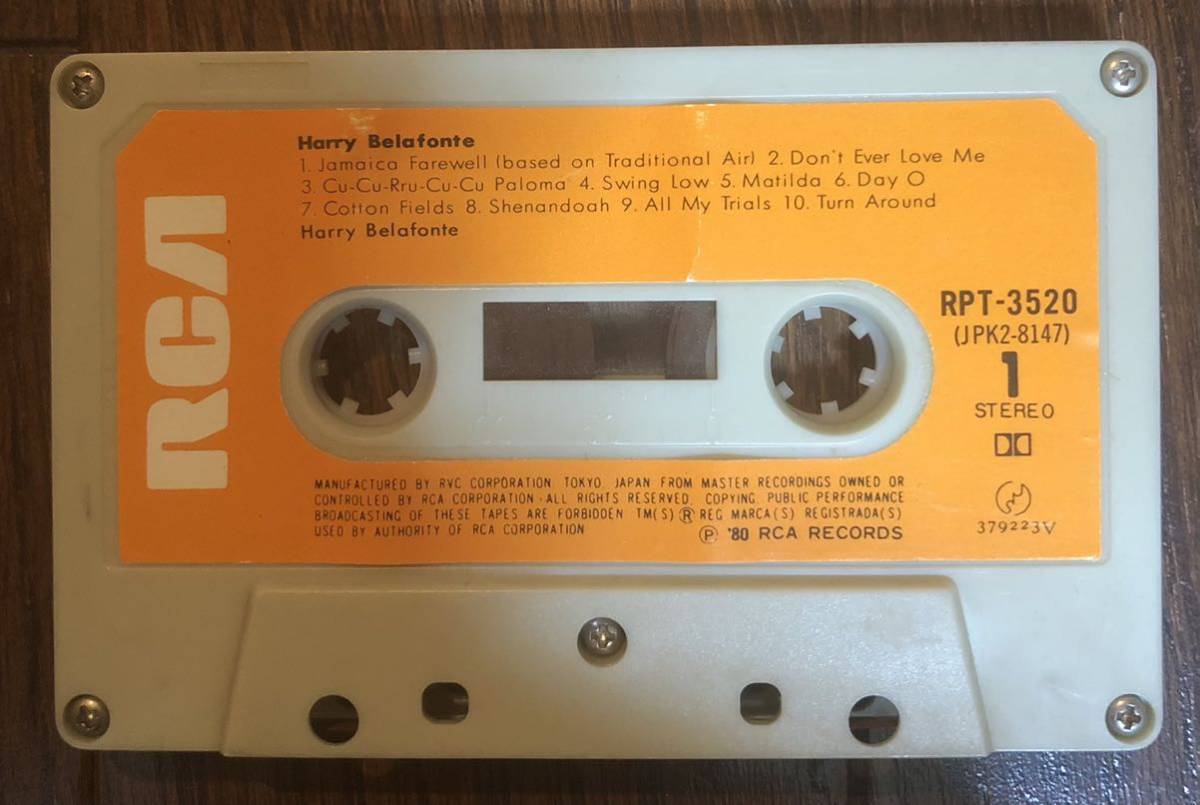 Harry Belafonte
1. Jamaica Farewell (based on Traditional Air) 2. Don't Ever Love Me
3. Cu-Cu-Rru-Cu-Cu Paloma 4. Swing Low 5. Matilda 6. Day O
7. Cotton Fields 8. Shenandoah 9. All My Trials 10. Turn Around
Harry Belafonte
RCA
RPT-3520
(JPK2-8147)
1
STEREO
MANUFACTURED BY RVC CORPORATION, TOKYO, JAPAN FROM MASTER RECORDINGS OWNED OR
CONTROLLED BY RCA CORPORATION · ALL RIGHTS RESERVED, COPYING, PUBLIC PERFORMANCE
BROADCASTING OF THESE TAPES ARE FORBIDDEN TM(S) ® REG MARCA(S) REGISTRADA(S)
USED BY AUTHORITY OF RCA CORPORATION
Ⓟ '80 RCA RECORDS
379223V